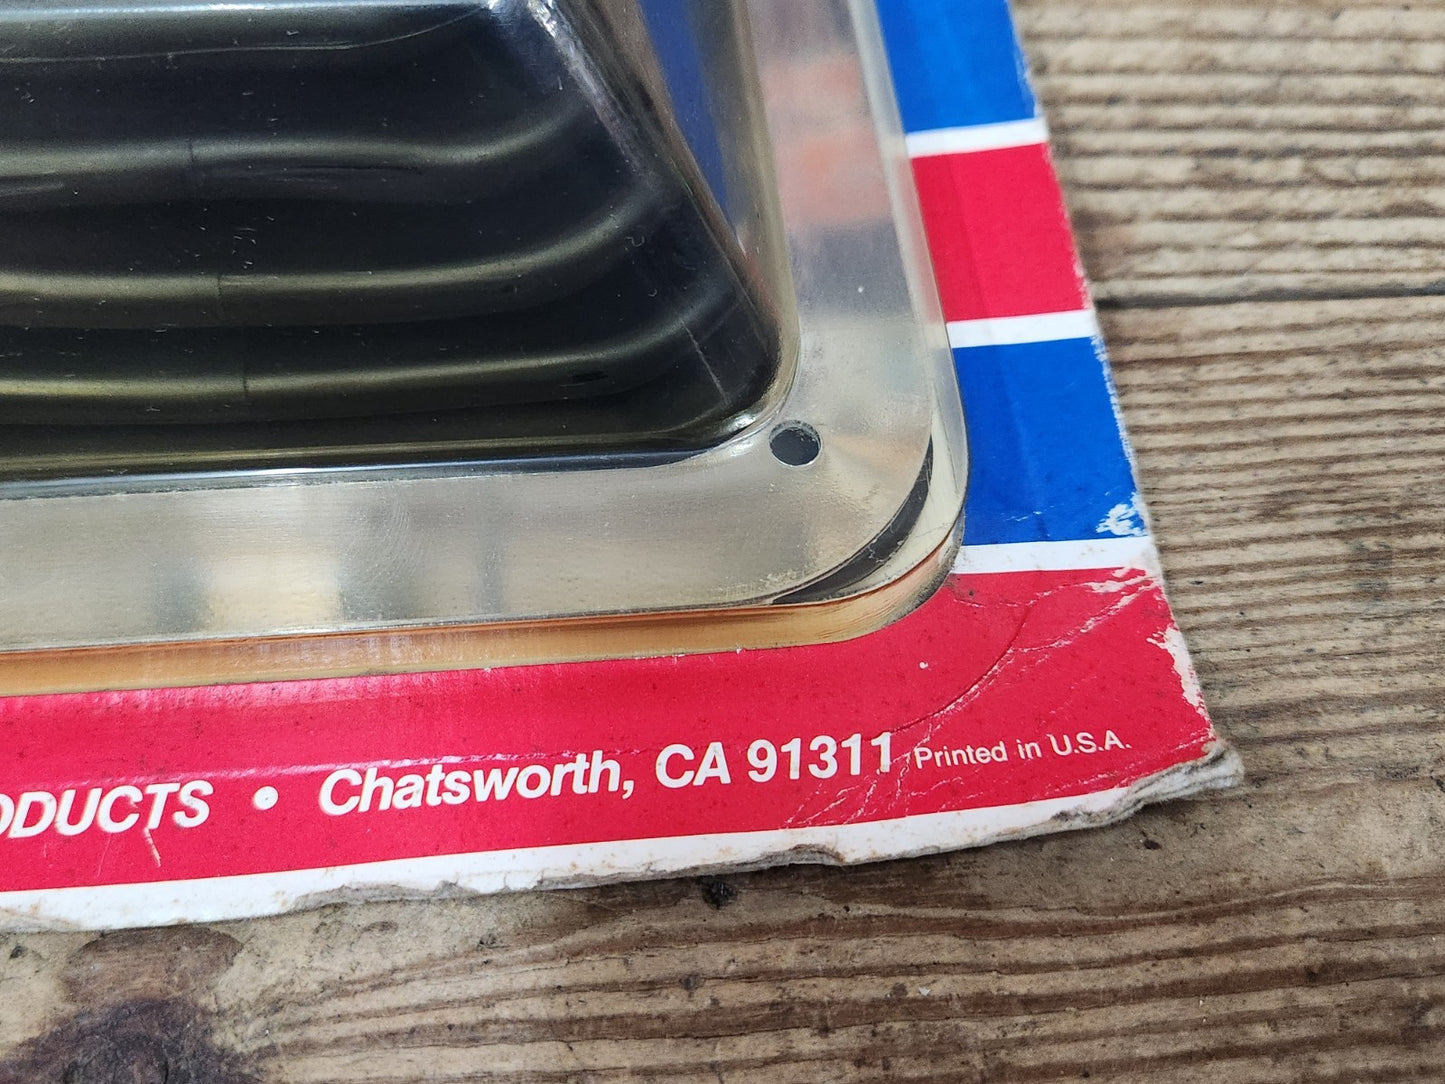 ODUCTS • Chatsworth, CA 91311 Printed in U.S.A.